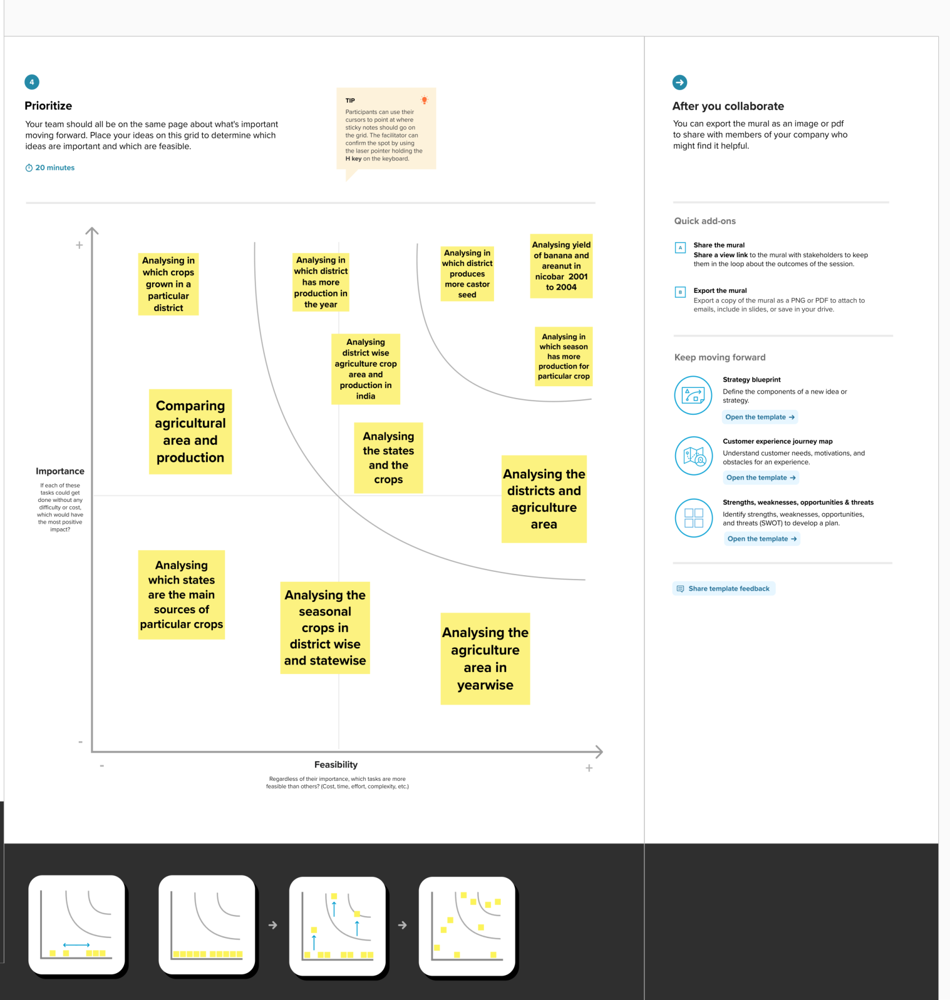 4
Prioritize
Your team should all be on the same page about what's important
moving forward. Place your ideas on this grid to determine which
ideas are important and which are feasible.
20 minutes
TIP
Participants can use their
cursors to point at where
sticky notes should go on
the grid. The facilitator can
confirm the spot by using
the laser pointer holding the
H key on the keyboard.
+
Analysing in
which crops
grown in a
particular
district
Analysing in
which district
has more
production in
the year
Analysing in
which district
produces
more castor
seed
Analysing yield
of banana and
areanut in
nicobar 2001
to 2004
Analysing
district wise
agriculture crop
area and
production in
india
Analysing in
which season
has more
production for
particular crop
Comparing
agricultural
area and
production
Analysing
the states
and the
crops
Analysing the
districts and
agriculture
area
Importance
If each of these
tasks could get
done without any
difficulty or cost,
which would have
the most positive
impact?
Analysing
which states
are the main
sources of
particular crops
Analysing the
seasonal
crops in
district wise
and statewise
Analysing the
agriculture
area in
yearwise
-
-
Feasibility
+
Regardless of their importance, which tasks are more
feasible than others? (Cost, time, effort, complexity, etc.)
After you collaborate
You can export the mural as an image or pdf
to share with members of your company who
might find it helpful.
Quick add-ons
A
Share the mural
Share a view link to the mural with stakeholders to keep
them in the loop about the outcomes of the session.
B
Export the mural
Export a copy of the mural as a PNG or PDF to attach to
emails, include in slides, or save in your drive.
Keep moving forward
Strategy blueprint
Define the components of a new idea or
strategy.
Open the template →
Customer experience journey map
Understand customer needs, motivations, and
obstacles for an experience.
Open the template →
Strengths, weaknesses, opportunities & threats
Identify strengths, weaknesses, opportunities,
and threats (SWOT) to develop a plan.
Open the template →
Share template feedback